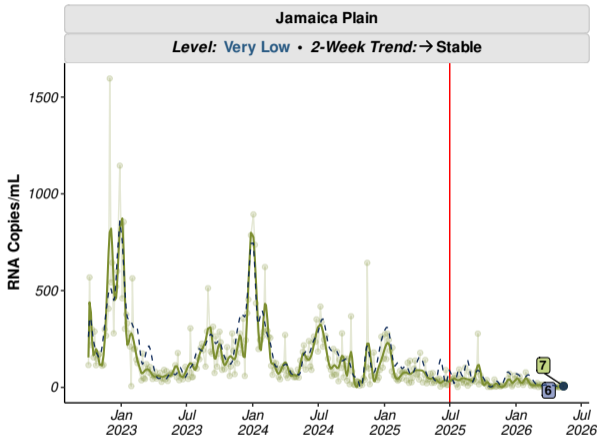 Jamaica Plain
Level: Very Low • 2-Week Trend:→Stable
RNA Copies/mL
1500
1000
500
0
7
6
Jan Jul Jan Jul Jan Jul Jan Jul
2023 2023 2024 2024 2025 2025 2026 2026